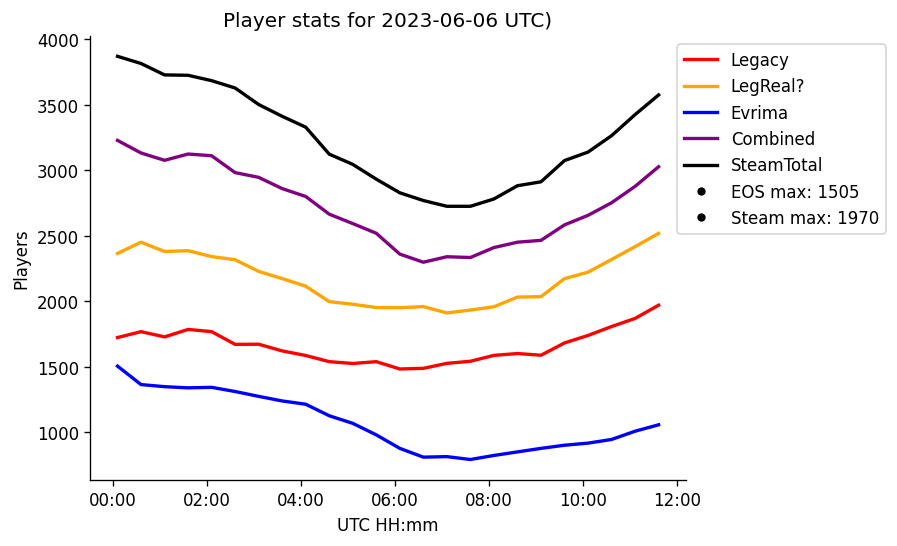 Player stats for 2023-06-06 UTC)
4000
3500
3000
2500
2000
1500
1000
Players
00:00 02:00 04:00 06:00 08:00 10:00 12:00
UTC HH:mm
Legacy
LegReal?
Evrima
Combined
SteamTotal
EOS max: 1505
Steam max: 1970